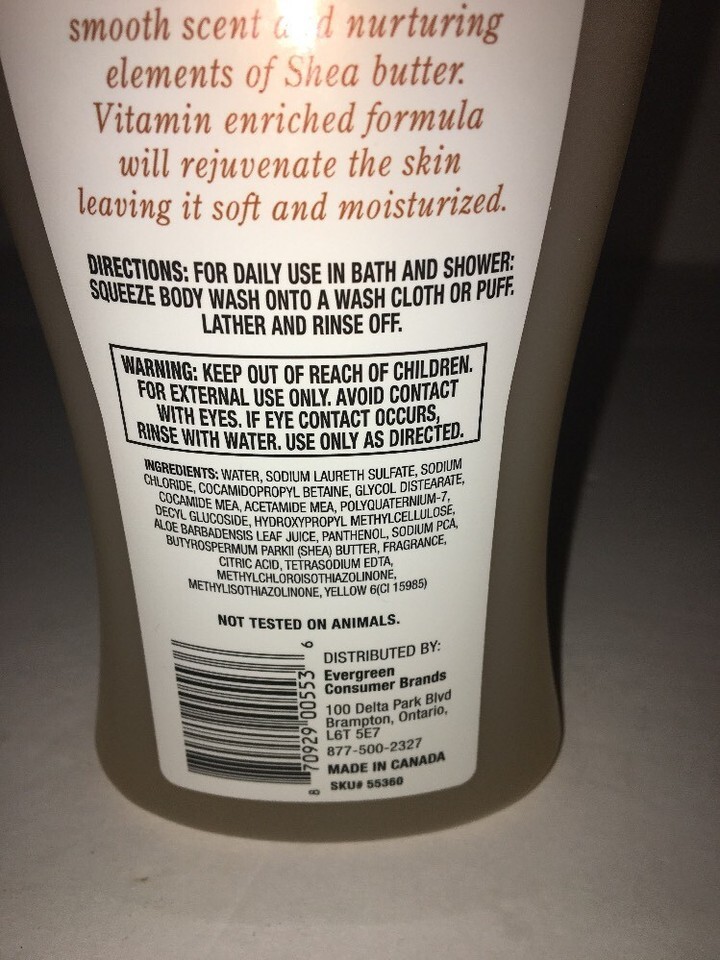 smooth scent and nurturing
elements of Shea butter.
Vitamin enriched formula
will rejuvenate the skin
leaving it soft and moisturized.
DIRECTIONS: FOR DAILY USE IN BATH AND SHOWER:
SQUEEZE BODY WASH ONTO A WASH CLOTH OR PUFF.
LATHER AND RINSE OFF.
WARNING: KEEP OUT OF REACH OF CHILDREN.
FOR EXTERNAL USE ONLY. AVOID CONTACT
WITH EYES. IF EYE CONTACT OCCURS,
RINSE WITH WATER. USE ONLY AS DIRECTED.
INGREDIENTS: WATER, SODIUM LAURETH SULFATE, SODIUM
CHLORIDE, COCAMIDOPROPYL BETAINE, GLYCOL DISTEARATE,
COCAMIDE MEA, ACETAMIDE MEA, POLYQUATERNIUM-7,
DECYL GLUCOSIDE, HYDROXYPROPYL METHYLCELLULOSE,
ALOE BARBADENSIS LEAF JUICE, PANTHENOL, SODIUM PCA,
BUTYROSPERMUM PARKII (SHEA) BUTTER, FRAGRANCE,
CITRIC ACID, TETRASODIUM EDTA,
METHYLCHLOROISOTHIAZOLINONE,
METHYLISOTHIAZOLINONE, YELLOW 6(CI 15985)
NOT TESTED ON ANIMALS.
8 70929 00553 6
DISTRIBUTED BY:
Evergreen
Consumer Brands
100 Delta Park Blvd
Brampton, Ontario,
L6T 5E7
877-500-2327
MADE IN CANADA
SKU# 55360